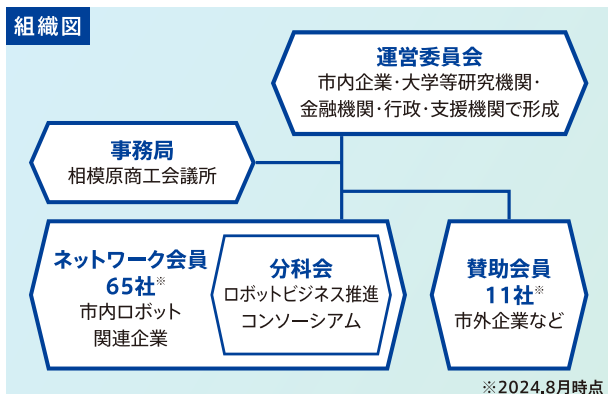 組織図
運営委員会
市内企業・大学等研究機関・
金融機関・行政・支援機関で形成
事務局
相模原商工会議所
ネットワーク会員
65社※
市内ロボット
関連企業
分科会
ロボットビジネス推進
コンソーシアム
賛助会員
11社※
市外企業など
※2024.8月時点